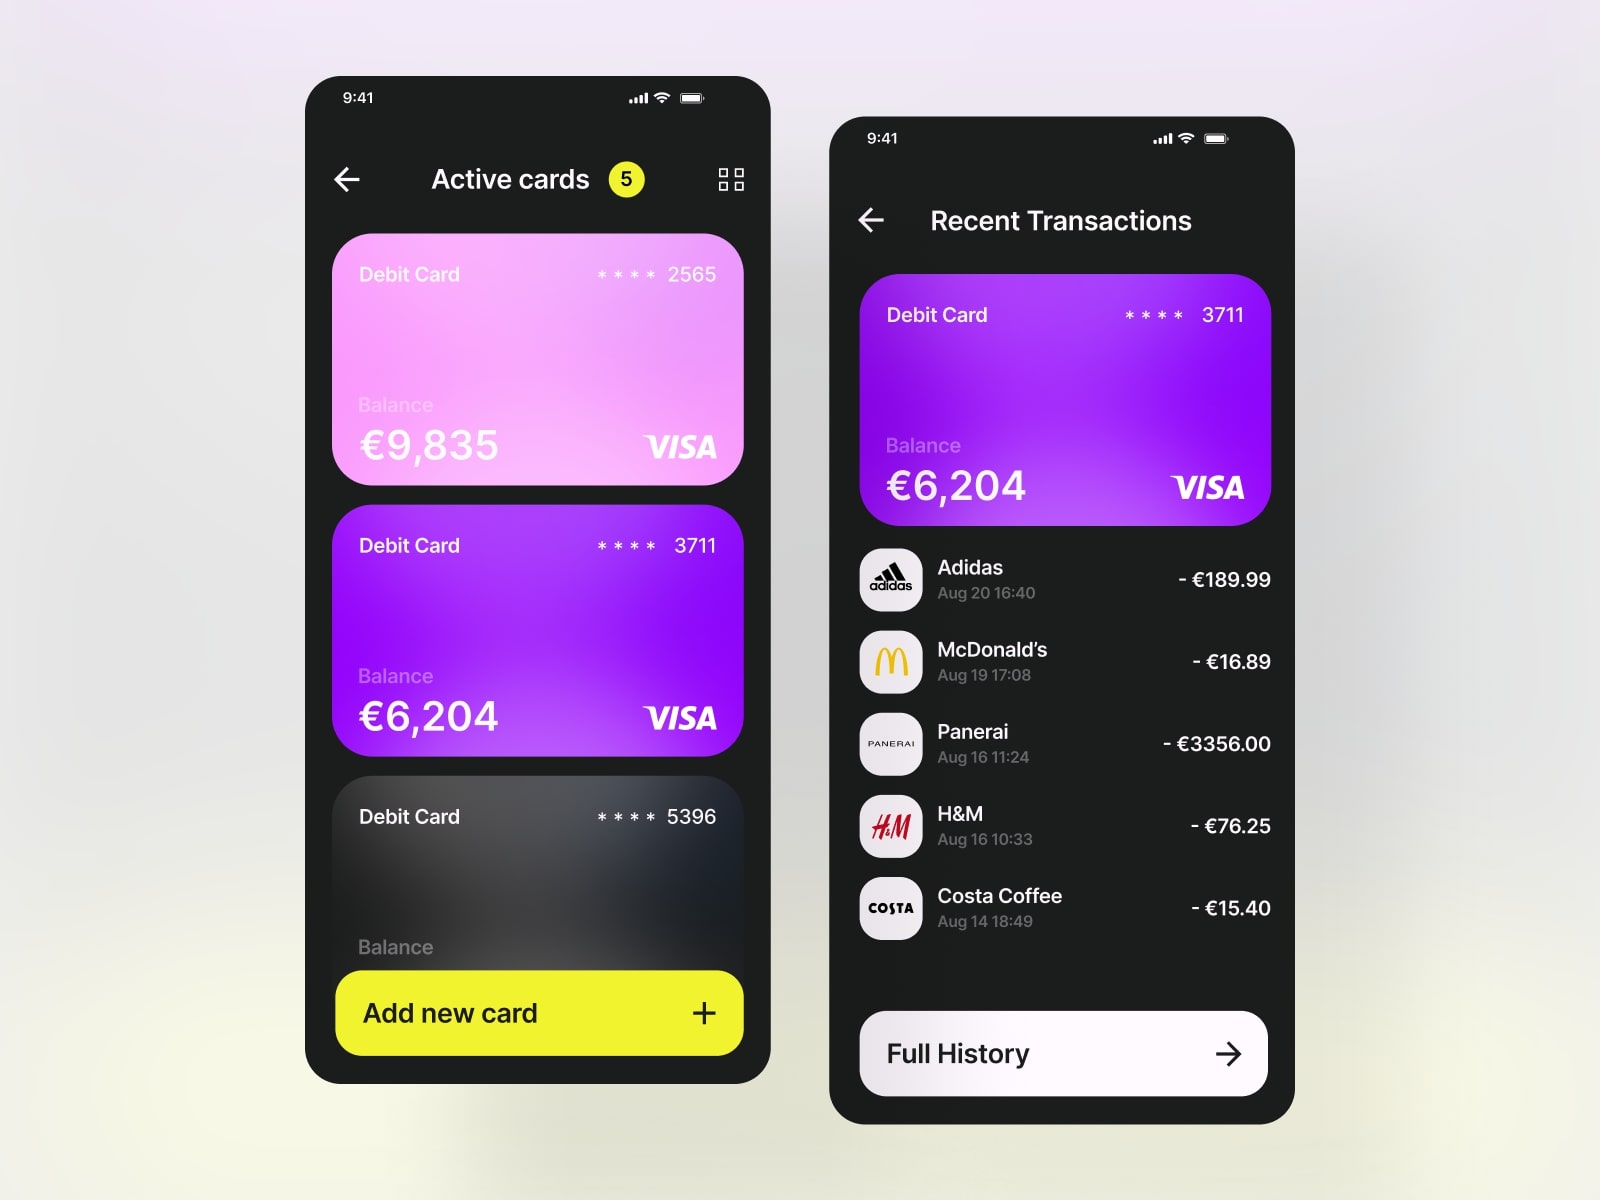 9:41
Active cards 5
Debit Card * * * * 2565
Balance
€9,835 VISA
Debit Card * * * * 3711
Balance
€6,204 VISA
Debit Card * * * * 5396
Balance
Add new card +
9:41
Recent Transactions
Debit Card * * * * 3711
Balance
€6,204 VISA
adidas
Adidas
Aug 20 16:40
- €189.99
McDonald’s
Aug 19 17:08
- €16.89
PANERAI
Panerai
Aug 16 11:24
- €3356.00
H&M
H&M
Aug 16 10:33
- €76.25
COSTA
Costa Coffee
Aug 14 18:49
- €15.40
Full History